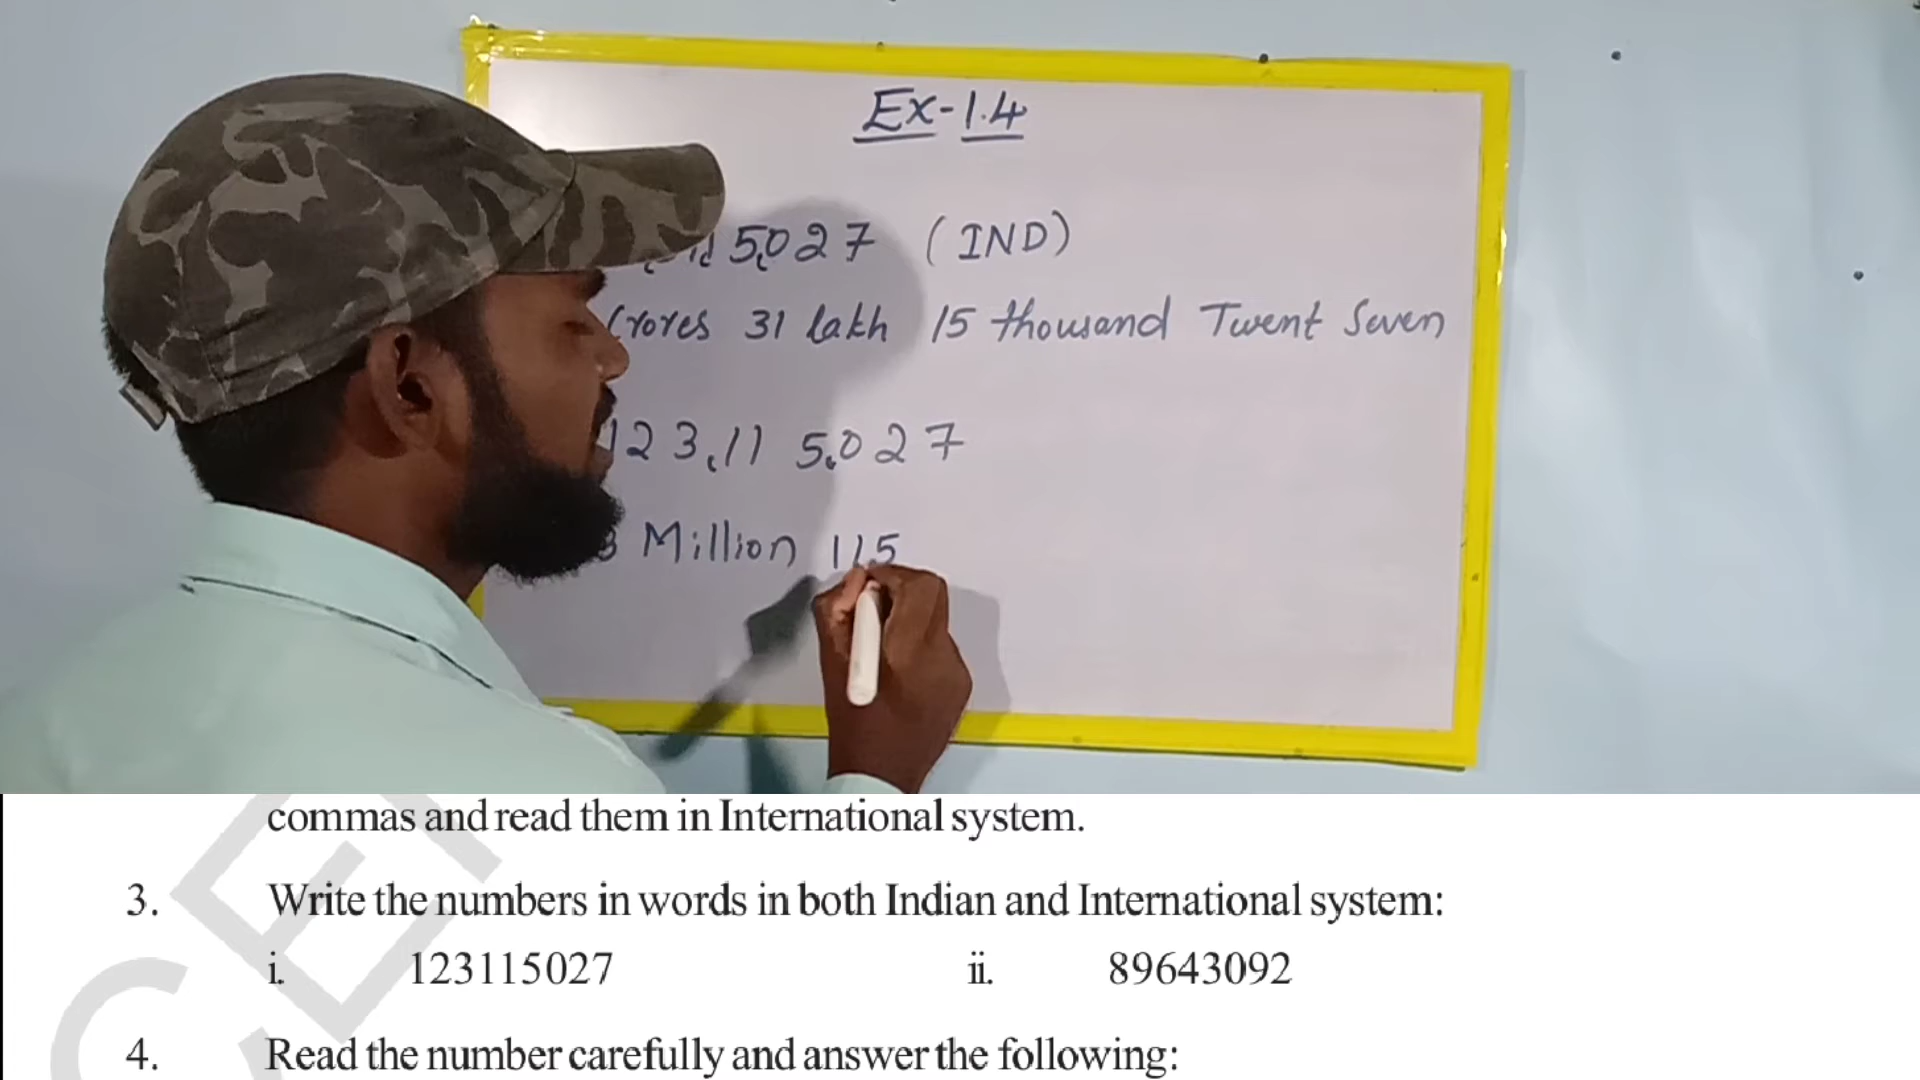 Ex-1.4
5,027 (IND)
Crores 31 lakh 15 thousand Twent Seven
123,115,027
3 Million 115
commas and read them in International system.
3. Write the numbers in words in both Indian and International system:
i. 123115027 ii. 89643092
4. Read the number carefully and answer the following: